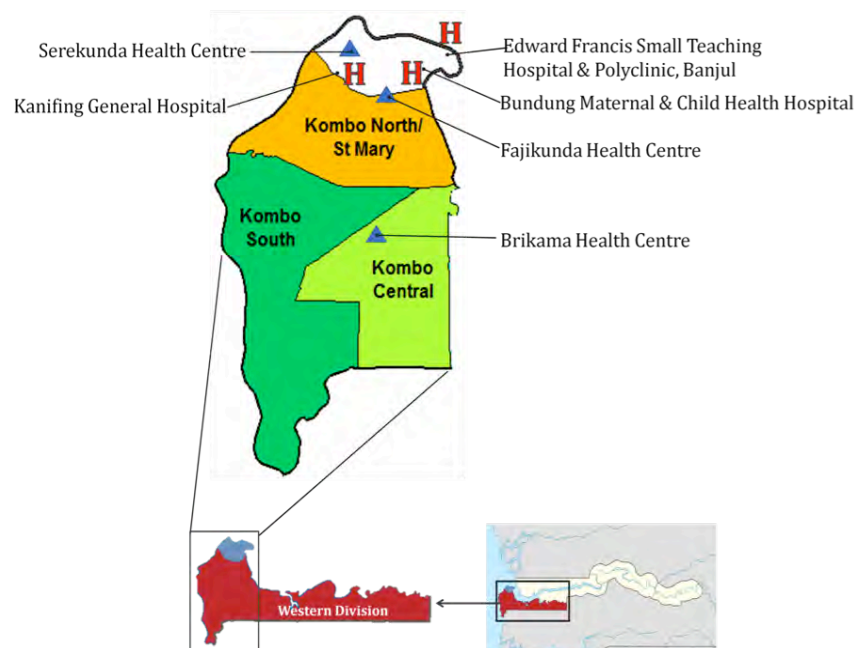 Serekunda Health Centre
H
Edward Francis Small Teaching
Hospital & Polyclinic, Banjul
H
H
Kanifing General Hospital
Bundung Maternal & Child Health Hospital
Kombo North/
St Mary
Fajikunda Health Centre
Kombo
South
Brikama Health Centre
Kombo
Central
Western Division